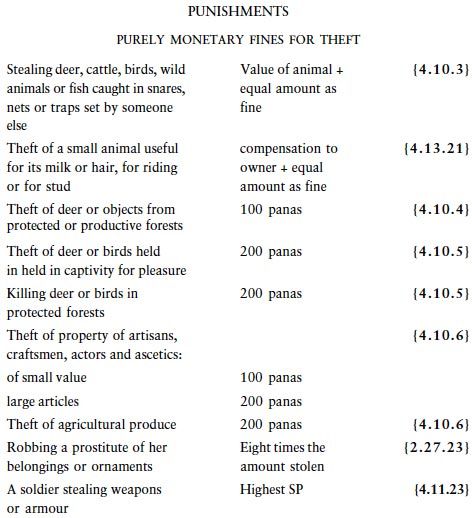 PUNISHMENTS
PURELY MONETARY FINES FOR THEFT
Stealing deer, cattle, birds, wild Value of animal + {4.10.3}
animals or fish caught in snares, equal amount as
nets or traps set by someone fine
else
Theft of a small animal useful compensation to {4.13.21}
for its milk or hair, for riding owner + equal
or for stud amount as fine
Theft of deer or objects from 100 panas {4.10.4}
protected or productive forests
Theft of deer or birds held 200 panas {4.10.5}
in held in captivity for pleasure
Killing deer or birds in 200 panas {4.10.5}
protected forests
Theft of property of artisans, {4.10.6}
craftsmen, actors and ascetics:
of small value 100 panas
large articles 200 panas
Theft of agricultural produce 200 panas {4.10.6}
Robbing a prostitute of her Eight times the {2.27.23}
belongings or ornaments amount stolen
A soldier stealing weapons Highest SP {4.11.23}
or armour